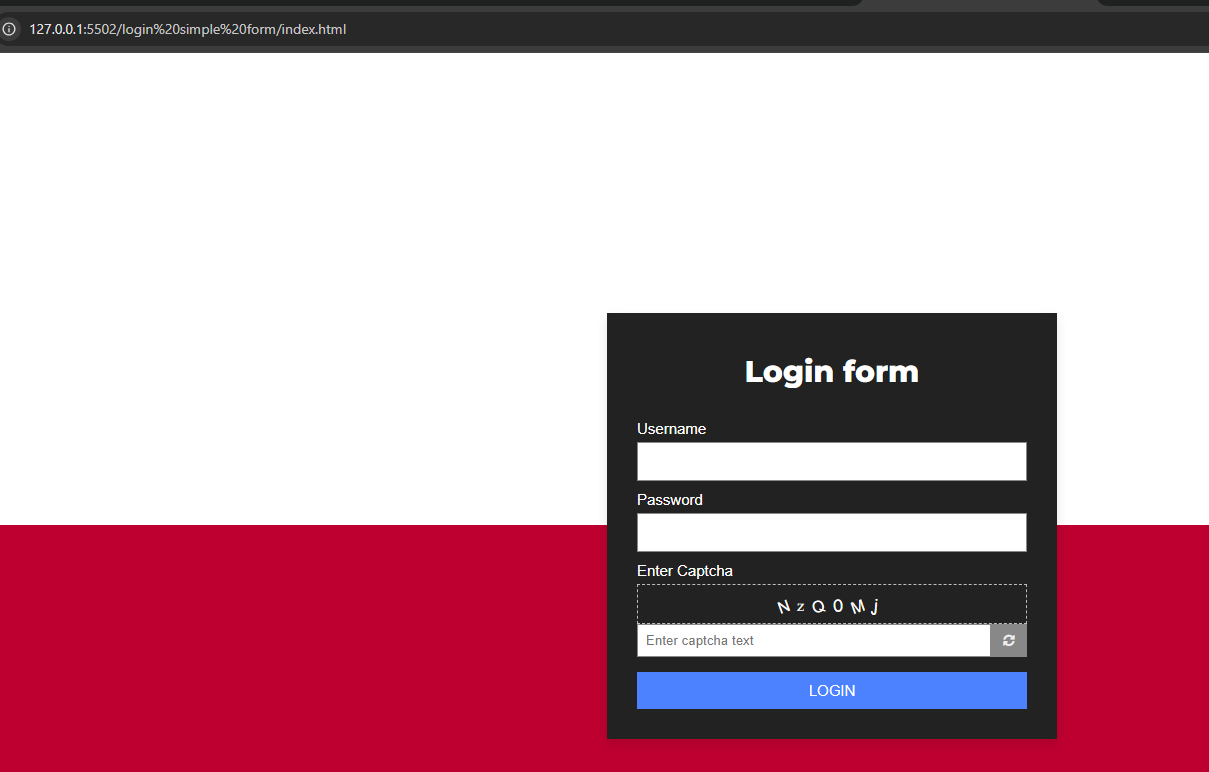 127.0.0.1:5502/login%20simple%20form/index.html
Login form
Username
Password
Enter Captcha
N z Q 0 M j
Enter captcha text
LOGIN